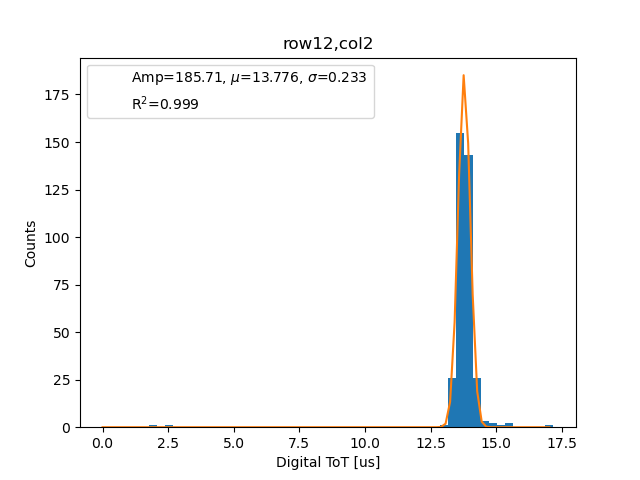 row12,col2
Amp=185.71, μ=13.776, σ=0.233
R²=0.999
Counts
175
150
125
100
75
50
25
0
0.0 2.5 5.0 7.5 10.0 12.5 15.0 17.5
Digital ToT [us]